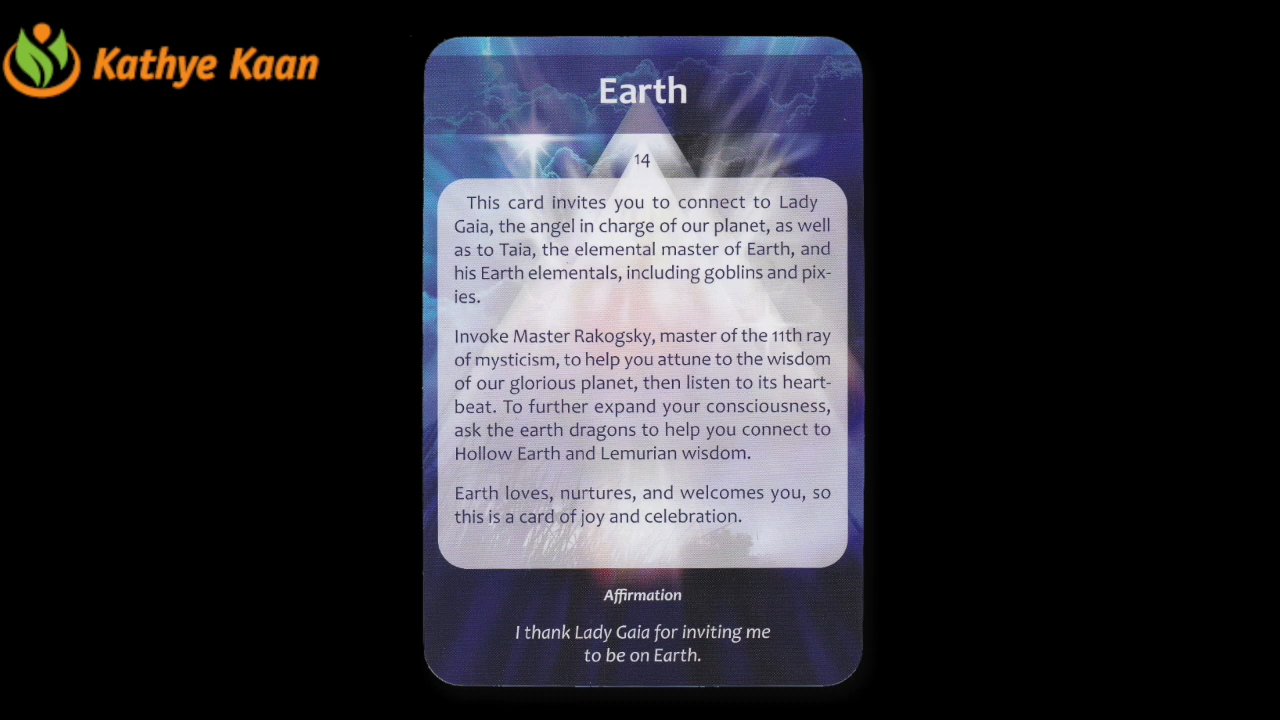 Kathye Kaan
Earth
14
This card invites you to connect to Lady
Gaia, the angel in charge of our planet, as well
as to Taia, the elemental master of Earth, and
his Earth elementals, including goblins and pix-
ies.
Invoke Master Rakogsky, master of the 11th ray
of mysticism, to help you attune to the wisdom
of our glorious planet, then listen to its heart-
beat. To further expand your consciousness,
ask the earth dragons to help you connect to
Hollow Earth and Lemurian wisdom.
Earth loves, nurtures, and welcomes you, so
this is a card of joy and celebration.
Affirmation
I thank Lady Gaia for inviting me
to be on Earth.